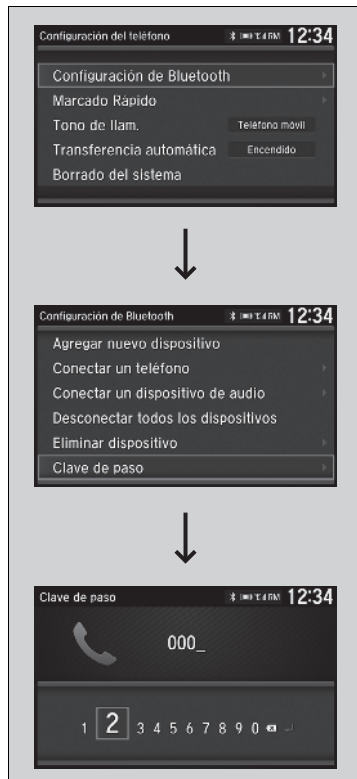 Configuración del teléfono 12:34
Configuración de Bluetooth
Marcado Rápido
Tono de llam. Teléfono móvil
Transferencia automática Encendido
Borrado del sistema
Configuración de Bluetooth 12:34
Agregar nuevo dispositivo
Conectar un teléfono
Conectar un dispositivo de audio
Desconectar todos los dispositivos
Eliminar dispositivo
Clave de paso
Clave de paso 12:34
000_
1 2 3 4 5 6 7 8 9 0